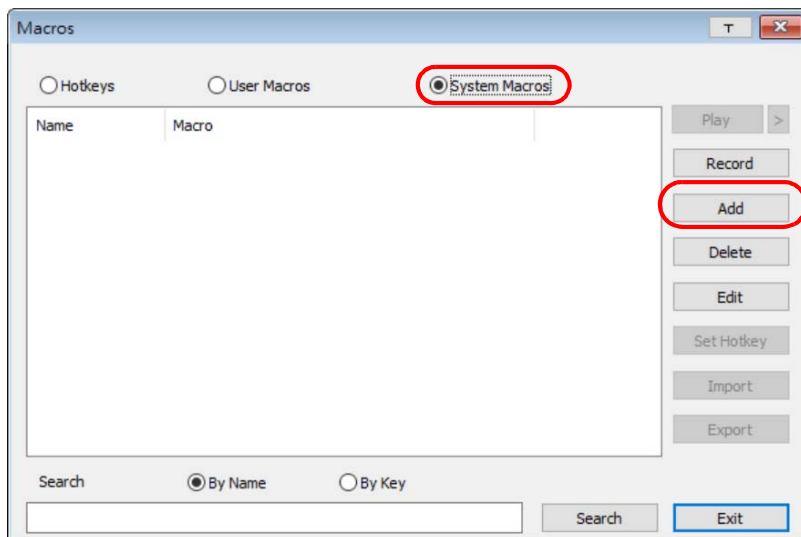 Macros
Hotkeys User Macros System Macros
Name Macro
Play >
Record
Add
Delete
Edit
Set Hotkey
Import
Export
Search By Name By Key
Search Exit